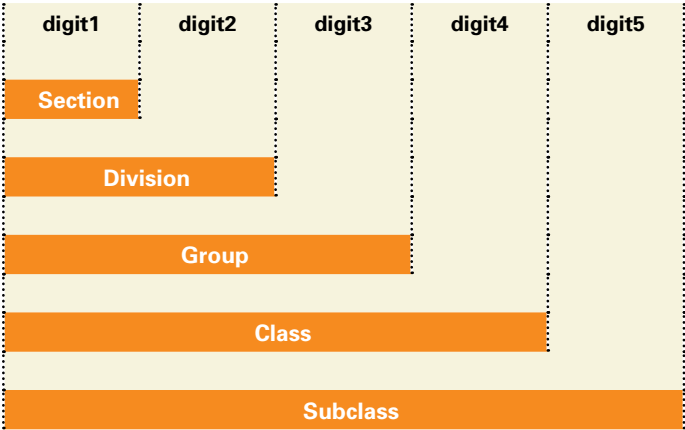 digit1 digit2 digit3 digit4 digit5
Section
Division
Group
Class
Subclass